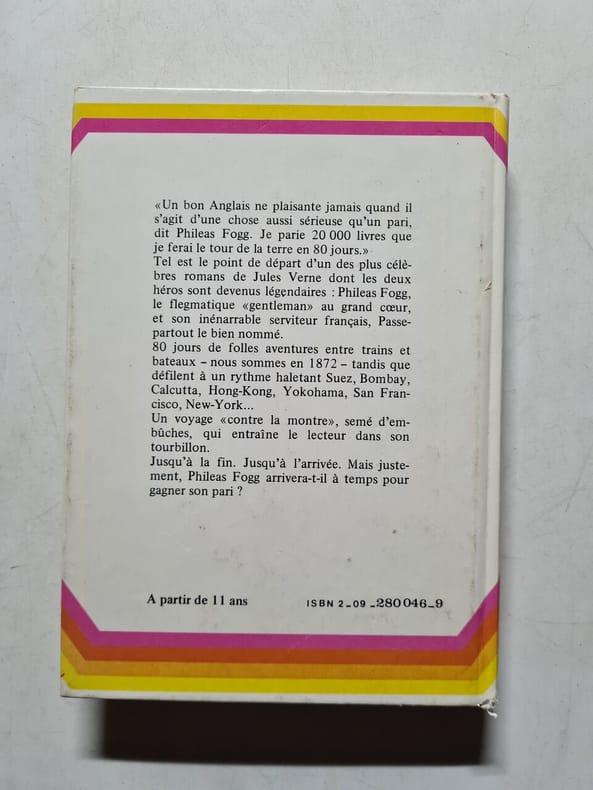 «Un bon Anglais ne plaisante jamais quand il
s'agit d'une chose aussi sérieuse qu'un pari,
dit Phileas Fogg. Je parie 20 000 livres que
je ferai le tour de la terre en 80 jours.»
Tel est le point de départ d'un des plus célè-
bres romans de Jules Verne dont les deux
héros sont devenus légendaires : Phileas Fogg,
le flegmatique «gentleman» au grand cœur,
et son inénarrable serviteur français, Passe-
partout le bien nommé.
80 jours de folles aventures entre trains et
bateaux – nous sommes en 1872 – tandis que
défilent à un rythme haletant Suez, Bombay,
Calcutta, Hong-Kong, Yokohama, San Fran-
cisco, New-York...
Un voyage «contre la montre», semé d'em-
bûches, qui entraîne le lecteur dans son
tourbillon.
Jusqu'à la fin. Jusqu'à l'arrivée. Mais juste-
ment, Phileas Fogg arrivera-t-il à temps pour
gagner son pari ?
A partir de 11 ans ISBN 2-09-280046-9